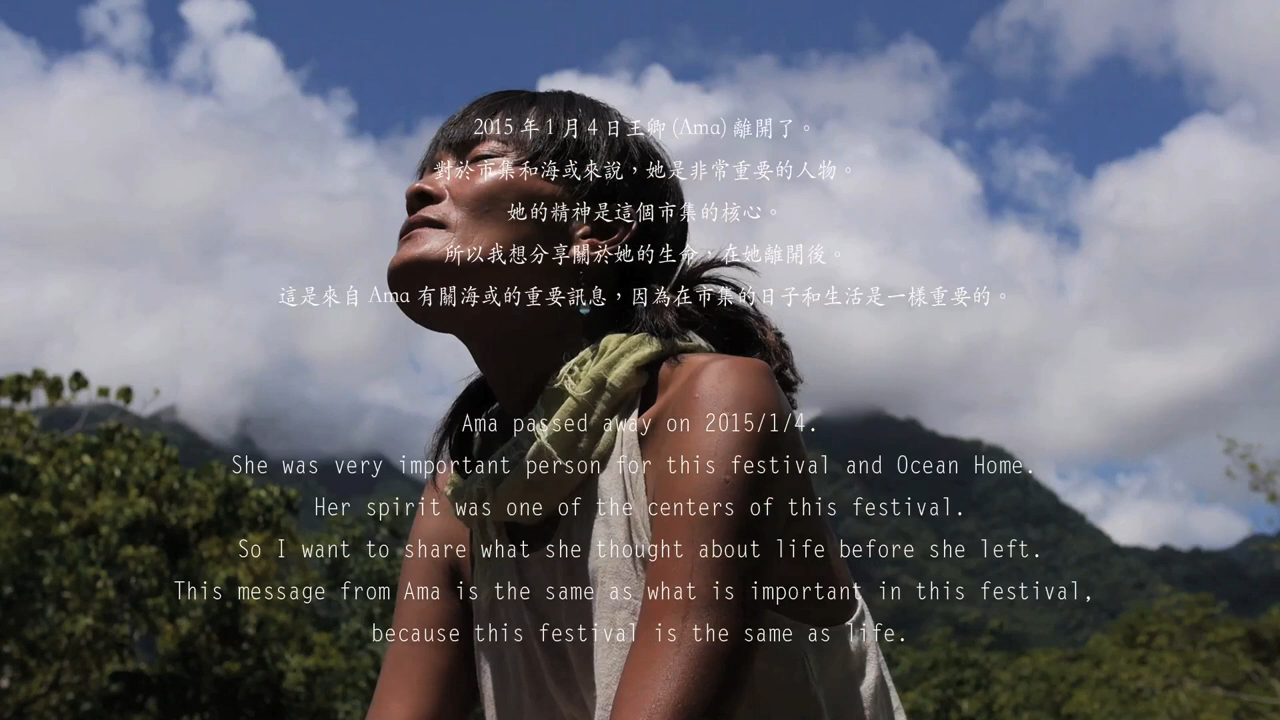 2015 年 1 月 4 日王卿 (Ama) 離開了。
對於市集和海或來說，她是非常重要的人物。
她的精神是這個市集的核心。
所以我想分享關於她的生命，在她離開後。
這是來自 Ama 有關海或的重要訊息，因為在市集的日子和生活是一樣重要的。
Ama passed away on 2015/1/4.
She was very important person for this festival and Ocean Home.
Her spirit was one of the centers of this festival.
So I want to share what she thought about life before she left.
This message from Ama is the same as what is important in this festival,
because this festival is the same as life.